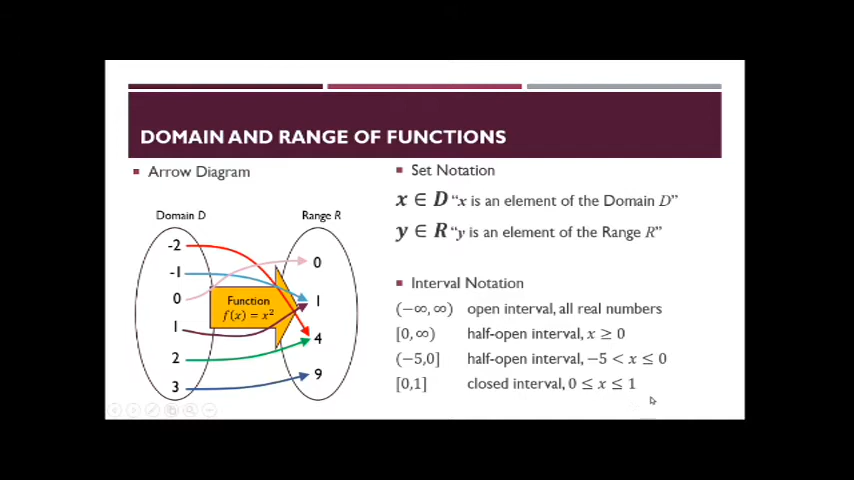 DOMAIN AND RANGE OF FUNCTIONS
Arrow Diagram
Domain D
Range R
-2
-1
0
1
2
3
Function
f(x) = x²
0
1
4
9
Set Notation
x ∈ D "x is an element of the Domain D"
y ∈ R "y is an element of the Range R"
Interval Notation
(−∞, ∞) open interval, all real numbers
[0, ∞) half-open interval, x ≥ 0
(−5,0] half-open interval, −5 < x ≤ 0
[0,1] closed interval, 0 ≤ x ≤ 1